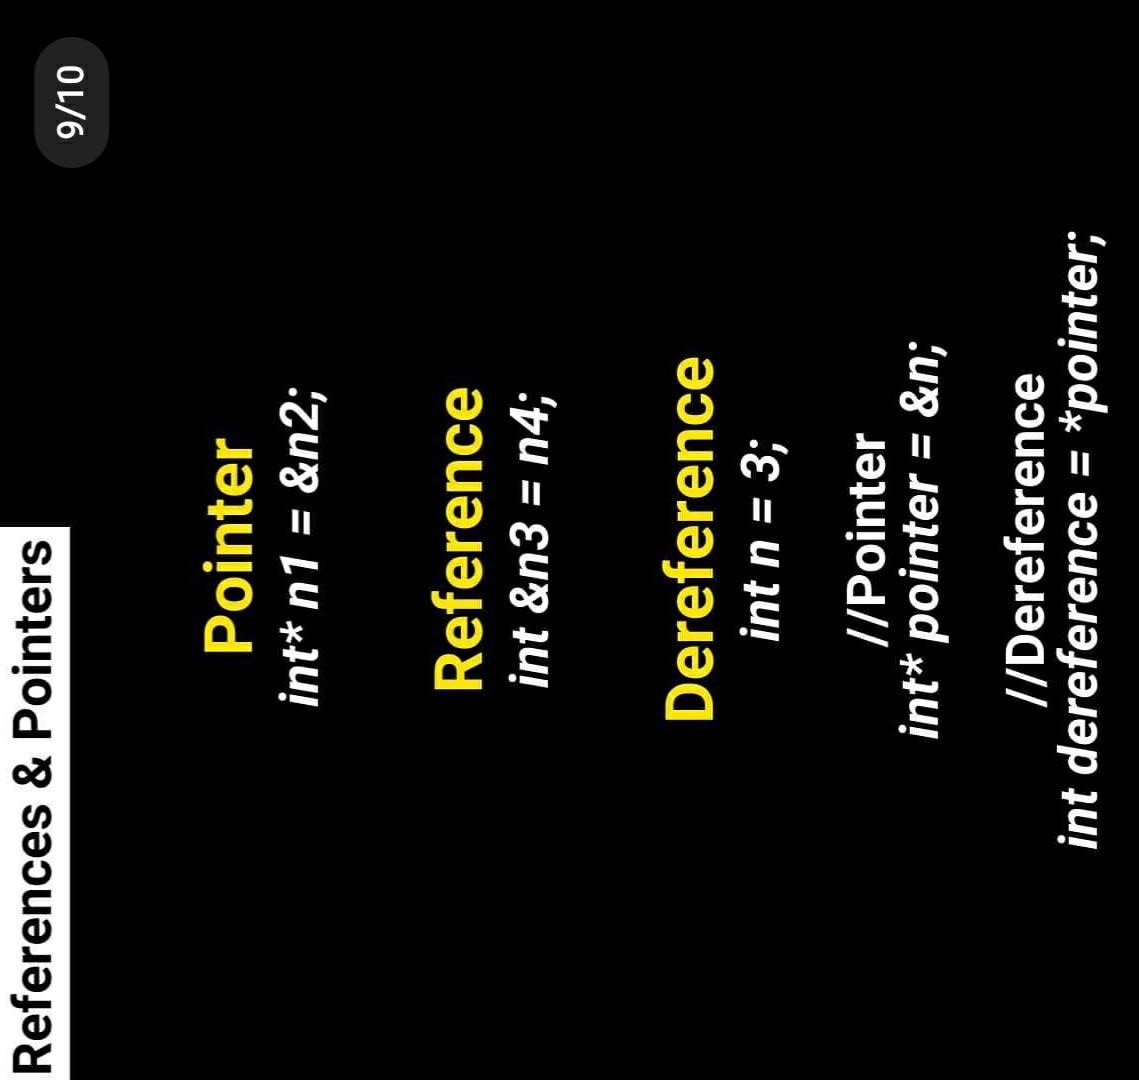 References & Pointers
9/10
Pointer
int* n1 = &n2;
Reference
int &n3 = n4;
Dereference
int n = 3;
//Pointer
int* pointer = &n;
//Dereference
int dereference = *pointer;